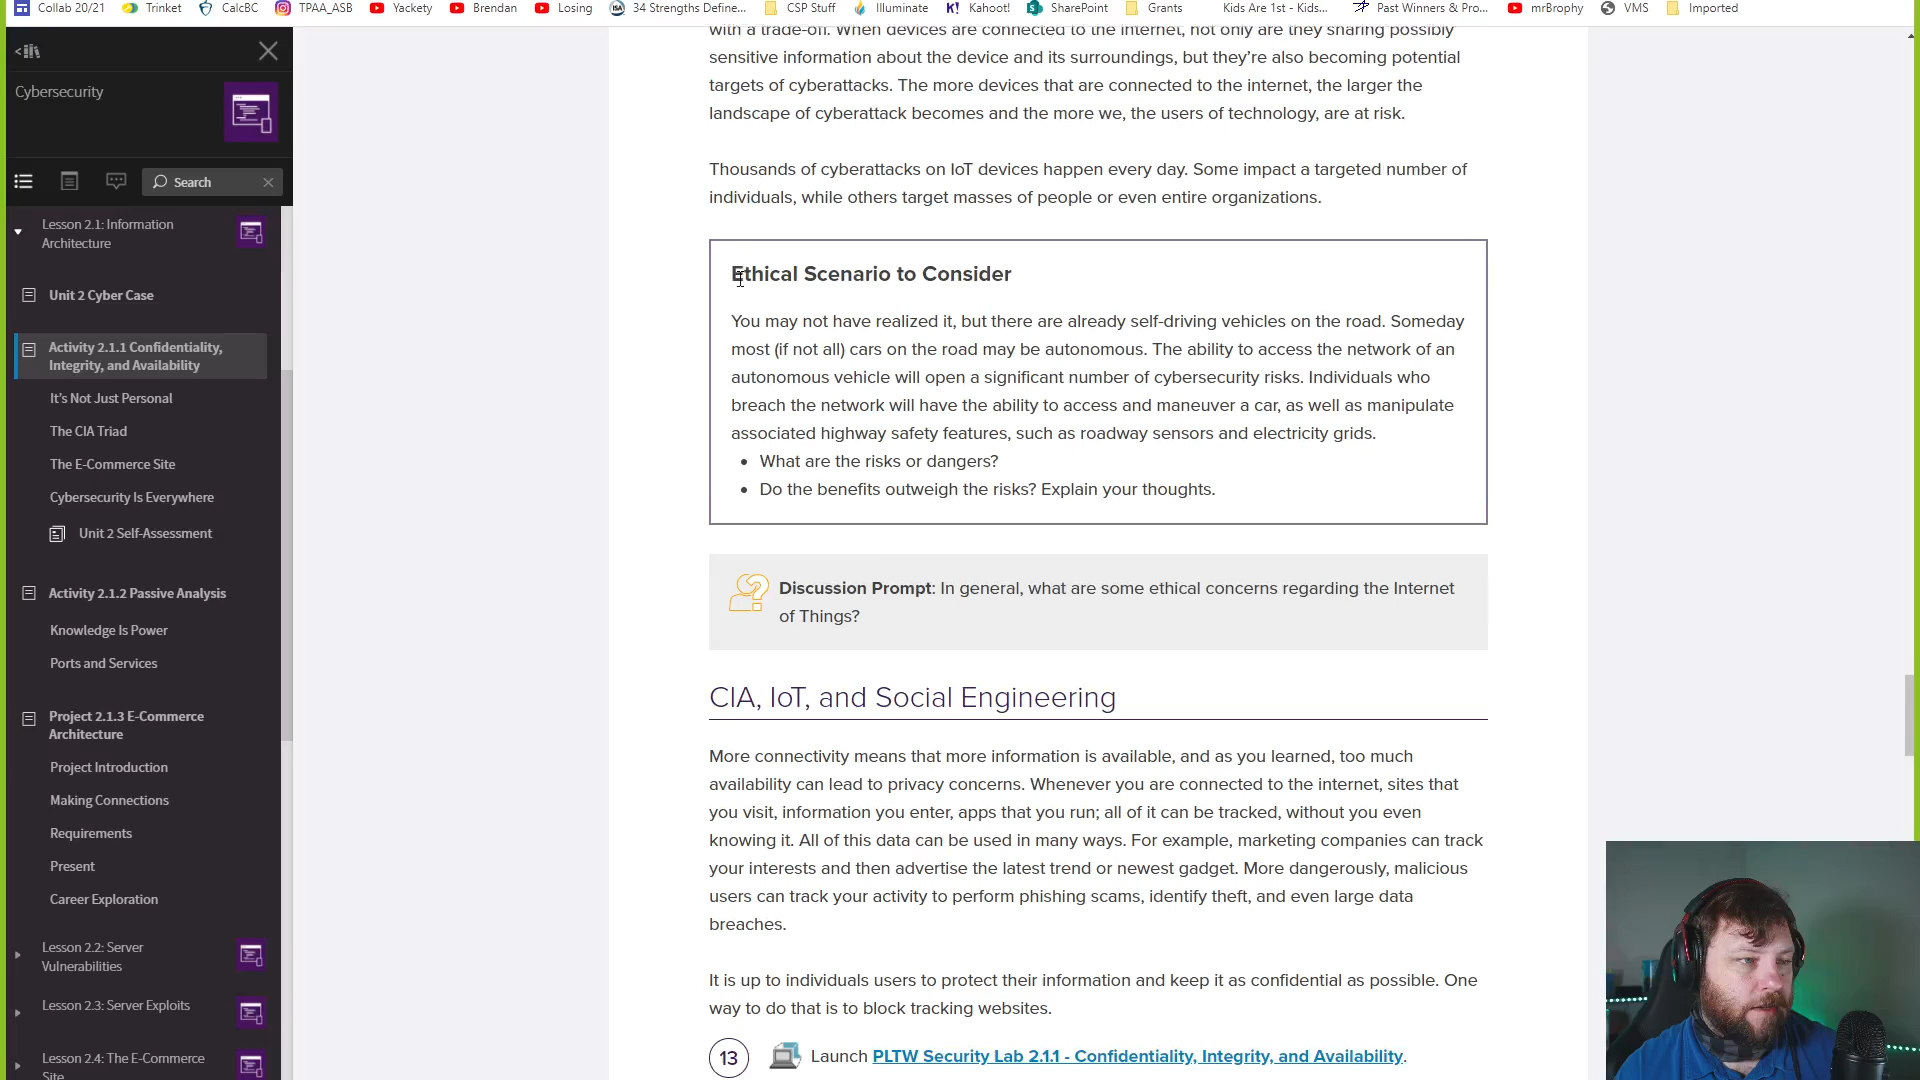 Collab 20/21 Trinket CalcBC TPAA_ASB Yackety Brendan Losing 34 Strengths Define... CSP Stuff Illuminate Kahoot! SharePoint Grants Kids Are 1st - Kids... Past Winners & Pro... mrBrophy VMS Imported
Cybersecurity
Search
Lesson 2.1: Information
Architecture
Unit 2 Cyber Case
Activity 2.1.1 Confidentiality,
Integrity, and Availability
It's Not Just Personal
The CIA Triad
The E-Commerce Site
Cybersecurity Is Everywhere
Unit 2 Self-Assessment
Activity 2.1.2 Passive Analysis
Knowledge Is Power
Ports and Services
Project 2.1.3 E-Commerce
Architecture
Project Introduction
Making Connections
Requirements
Present
Career Exploration
Lesson 2.2: Server
Vulnerabilities
Lesson 2.3: Server Exploits
Lesson 2.4: The E-Commerce
Site
with a trade-off. When devices are connected to the internet, not only are they sharing possibly
sensitive information about the device and its surroundings, but they're also becoming potential
targets of cyberattacks. The more devices that are connected to the internet, the larger the
landscape of cyberattack becomes and the more we, the users of technology, are at risk.
Thousands of cyberattacks on IoT devices happen every day. Some impact a targeted number of
individuals, while others target masses of people or even entire organizations.
Ethical Scenario to Consider
You may not have realized it, but there are already self-driving vehicles on the road. Someday
most (if not all) cars on the road may be autonomous. The ability to access the network of an
autonomous vehicle will open a significant number of cybersecurity risks. Individuals who
breach the network will have the ability to access and maneuver a car, as well as manipulate
associated highway safety features, such as roadway sensors and electricity grids.
• What are the risks or dangers?
• Do the benefits outweigh the risks? Explain your thoughts.
Discussion Prompt: In general, what are some ethical concerns regarding the Internet
of Things?
CIA, IoT, and Social Engineering
More connectivity means that more information is available, and as you learned, too much
availability can lead to privacy concerns. Whenever you are connected to the internet, sites that
you visit, information you enter, apps that you run; all of it can be tracked, without you even
knowing it. All of this data can be used in many ways. For example, marketing companies can track
your interests and then advertise the latest trend or newest gadget. More dangerously, malicious
users can track your activity to perform phishing scams, identify theft, and even large data
breaches.
It is up to individuals users to protect their information and keep it as confidential as possible. One
way to do that is to block tracking websites.
13 Launch PLTW Security Lab 2.1.1 - Confidentiality, Integrity, and Availability.